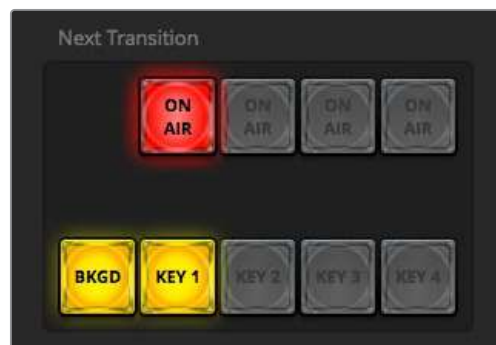 Next Transition
ON AIR ON AIR ON AIR ON AIR
BKGD KEY 1 KEY 2 KEY 3 KEY 4